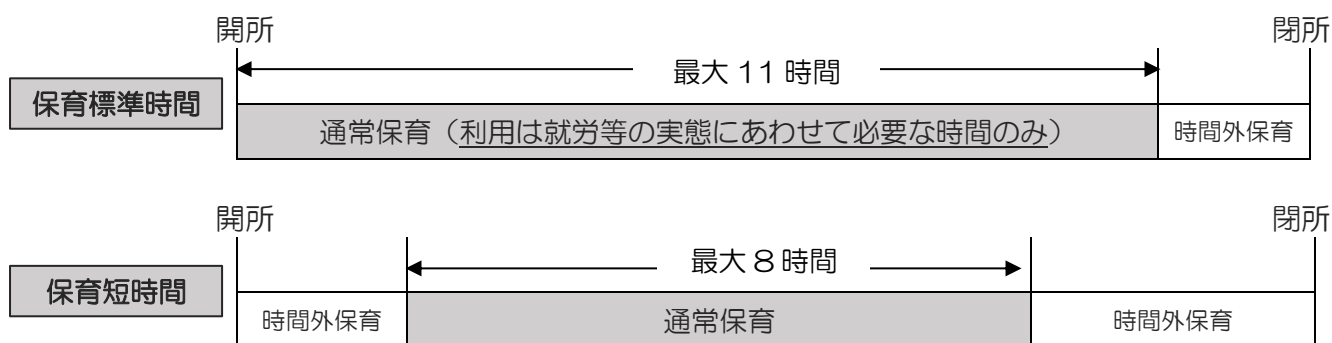 開所 閉所
最大 11 時間
保育標準時間
通常保育（利用は就労等の実態にあわせて必要な時間のみ） 時間外保育
開所 閉所
最大８時間
保育短時間
時間外保育 通常保育 時間外保育